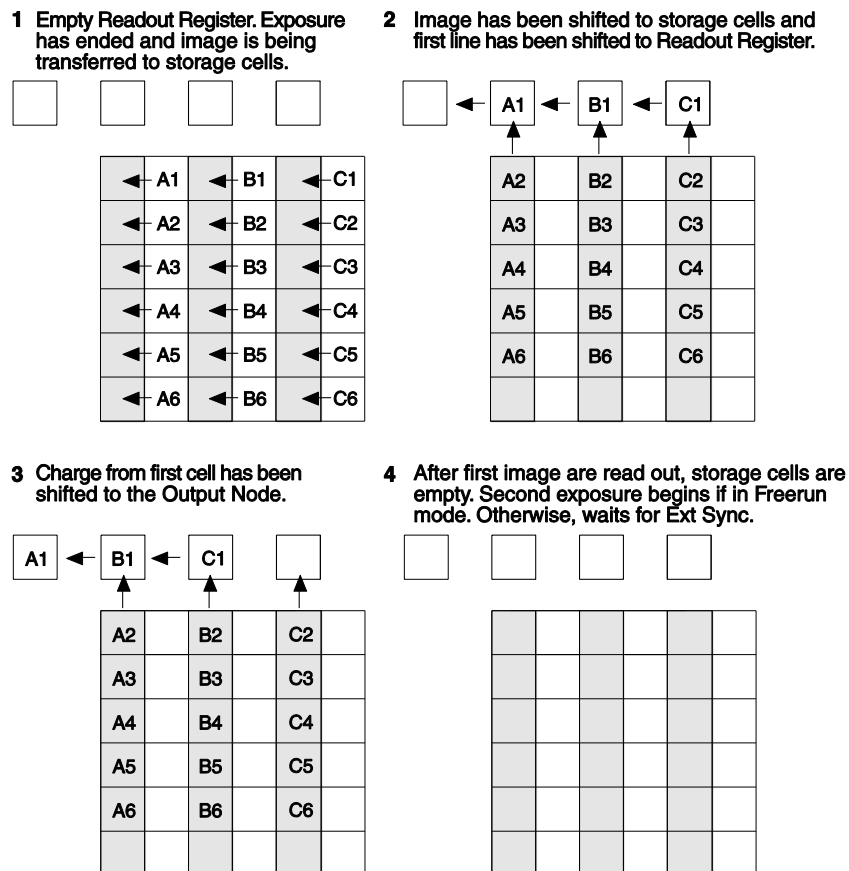 1 Empty Readout Register. Exposure
has ended and image is being
transferred to storage cells.
A1 B1 C1
A2 B2 C2
A3 B3 C3
A4 B4 C4
A5 B5 C5
A6 B6 C6
2 Image has been shifted to storage cells and
first line has been shifted to Readout Register.
A1 B1 C1
A2 B2 C2
A3 B3 C3
A4 B4 C4
A5 B5 C5
A6 B6 C6
3 Charge from first cell has been
shifted to the Output Node.
A1 B1 C1
A2 B2 C2
A3 B3 C3
A4 B4 C4
A5 B5 C5
A6 B6 C6
4 After first image are read out, storage cells are
empty. Second exposure begins if in Freerun
mode. Otherwise, waits for Ext Sync.